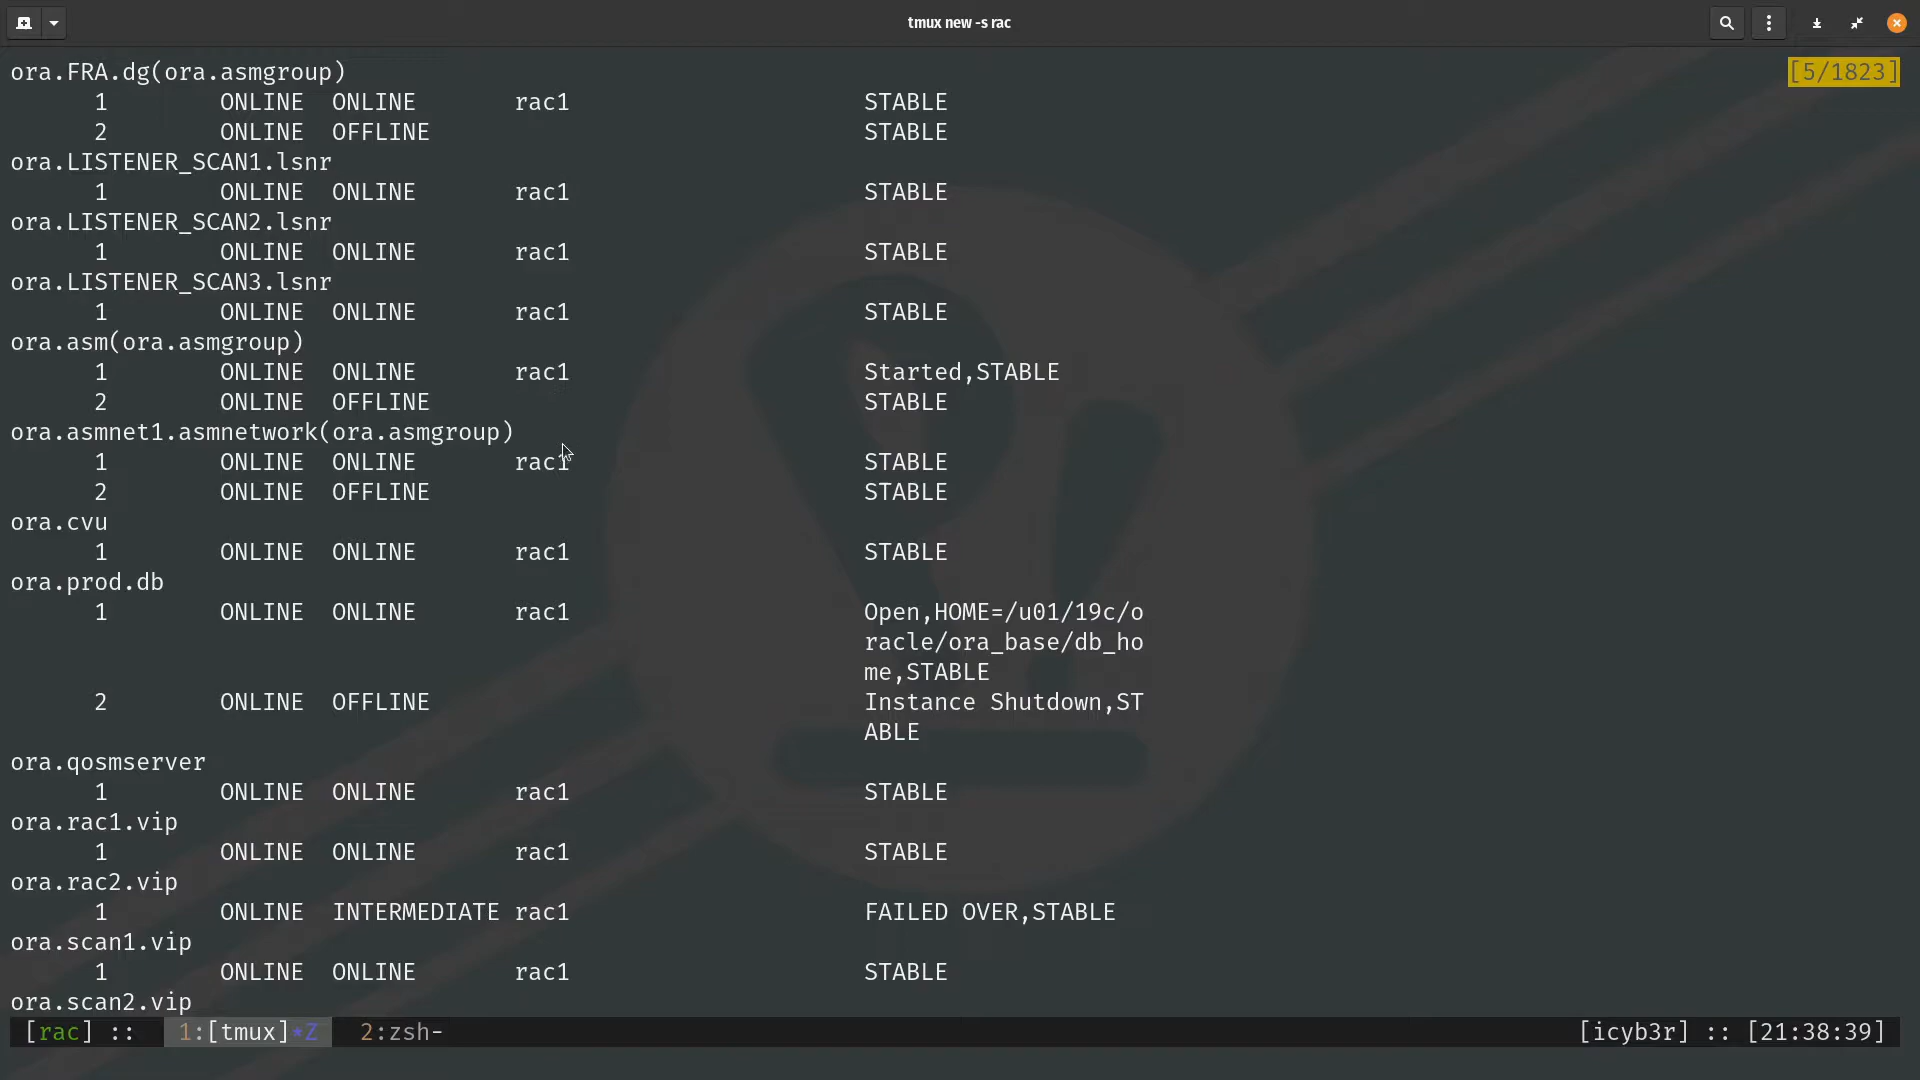 tmux new -s rac
ora.FRA.dg(ora.asmgroup) [5/1823]
1 ONLINE ONLINE rac1 STABLE
2 ONLINE OFFLINE STABLE
ora.LISTENER_SCAN1.lsnr
1 ONLINE ONLINE rac1 STABLE
ora.LISTENER_SCAN2.lsnr
1 ONLINE ONLINE rac1 STABLE
ora.LISTENER_SCAN3.lsnr
1 ONLINE ONLINE rac1 STABLE
ora.asm(ora.asmgroup)
1 ONLINE ONLINE rac1 Started,STABLE
2 ONLINE OFFLINE STABLE
ora.asmnet1.asmnetwork(ora.asmgroup)
1 ONLINE ONLINE rac1 STABLE
2 ONLINE OFFLINE STABLE
ora.cvu
1 ONLINE ONLINE rac1 STABLE
ora.prod.db
1 ONLINE ONLINE rac1 Open,HOME=/u01/19c/o
racle/ora_base/db_ho
me,STABLE
2 ONLINE OFFLINE Instance Shutdown,ST
ABLE
ora.qosmserver
1 ONLINE ONLINE rac1 STABLE
ora.rac1.vip
1 ONLINE ONLINE rac1 STABLE
ora.rac2.vip
1 ONLINE INTERMEDIATE rac1 FAILED OVER,STABLE
ora.scan1.vip
1 ONLINE ONLINE rac1 STABLE
ora.scan2.vip
[rac] :: 1:[tmux]*Z 2:zsh- [icyb3r] :: [21:38:39]